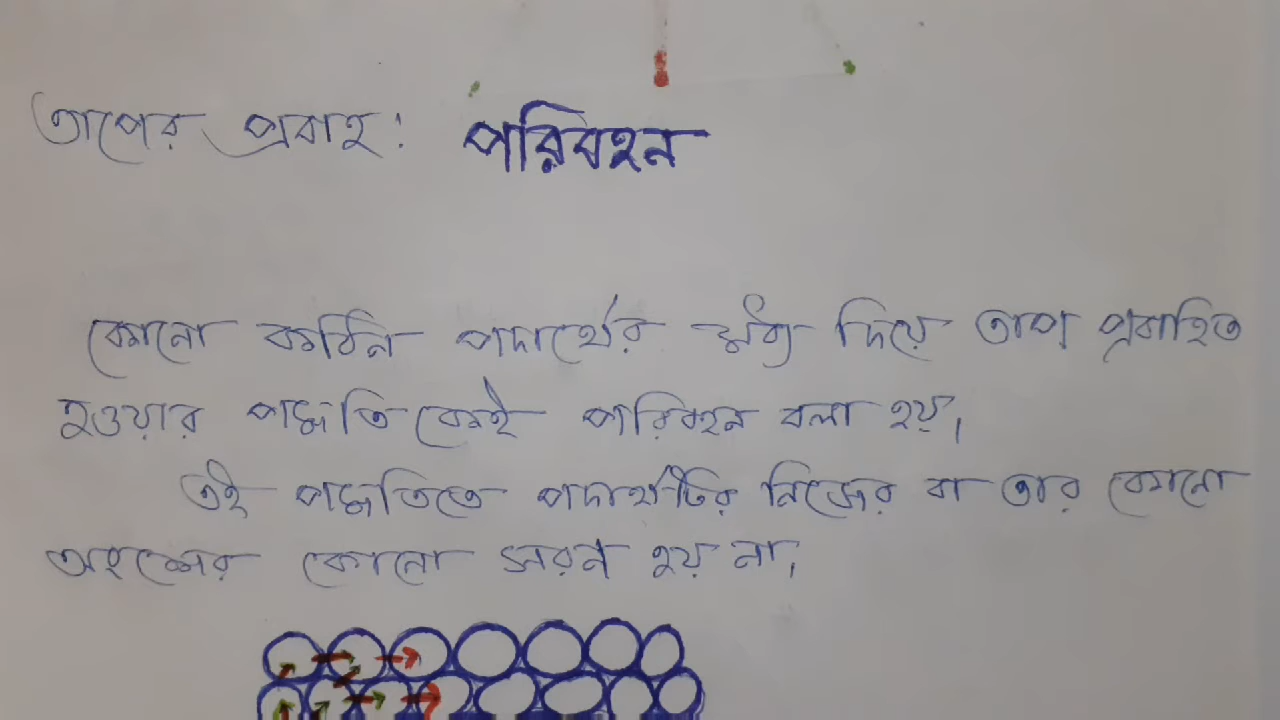 তাপের প্রবাহ : পরিবহন
কোনো কঠিন পদার্থের মধ্য দিয়ে তাপ প্রবাহিত
হওয়ার পদ্ধতি কেই পরিবহন বলা হয়।
এই পদ্ধতিতে পদার্থটির নিজের বা তার কোনো
অংশের কোনো সরন হয় না।